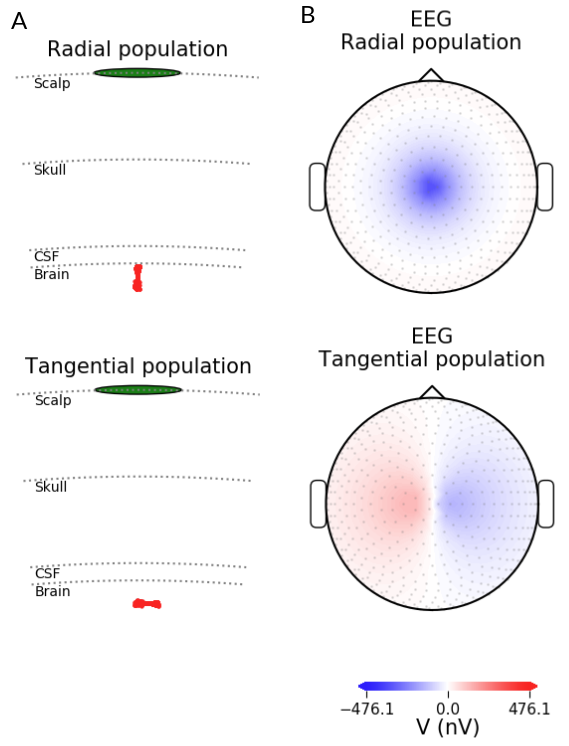 A
Radial population
Scalp
Skull
CSF
Brain
Tangential population
Scalp
Skull
CSF
Brain
B
EEG
Radial population
EEG
Tangential population
−476.1 0.0 476.1
V (nV)